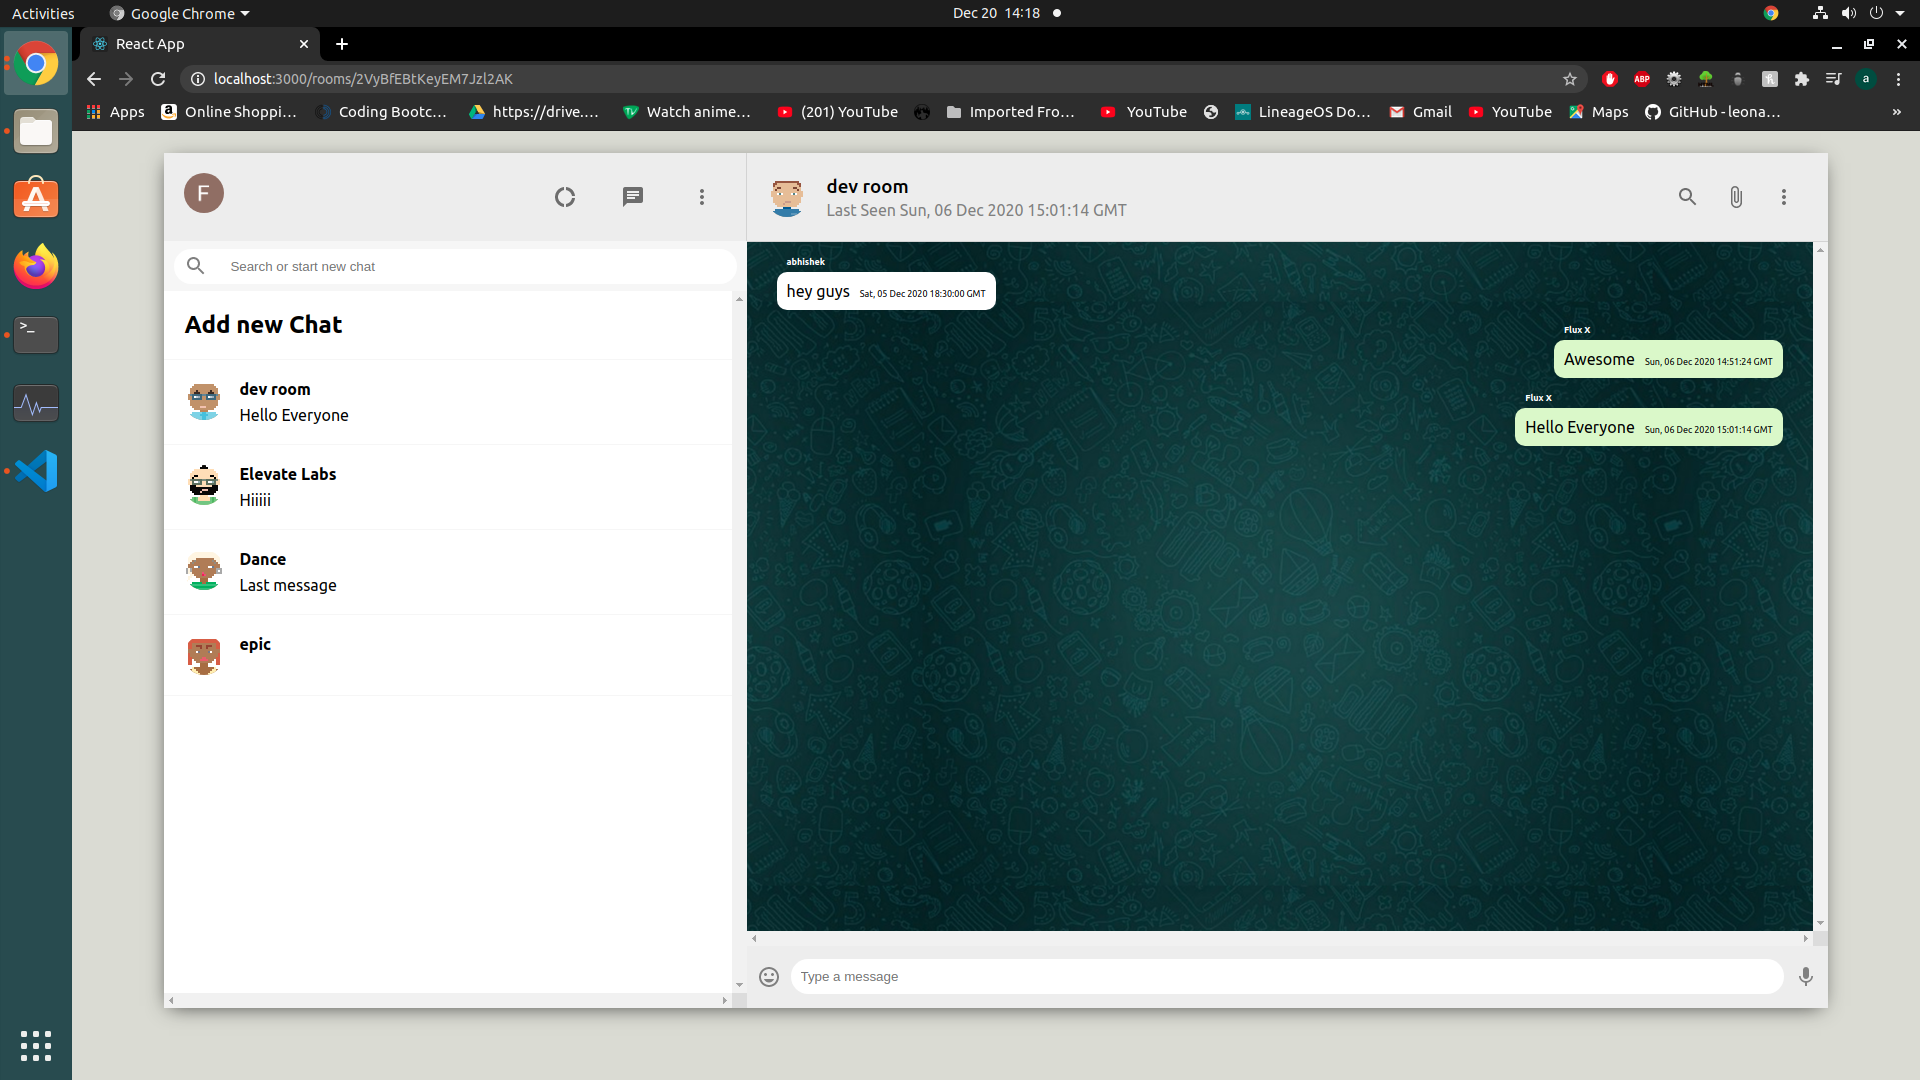 Activities
Google Chrome
Dec 20 14:18
React App
localhost:3000/rooms/2VyBfEBtKeyEM7Jzl2AK
ABP
a
Apps
Online Shoppi...
Coding Bootc...
https://drive....
Watch anime...
(201) YouTube
Imported Fro...
YouTube
LineageOS Do...
Gmail
YouTube
Maps
GitHub - leona...
»
F
dev room
Last Seen Sun, 06 Dec 2020 15:01:14 GMT
Search or start new chat
Add new Chat
dev room
Hello Everyone
Elevate Labs
Hiiiii
Dance
Last message
epic
abhishek
hey guys Sat, 05 Dec 2020 18:30:00 GMT
Flux X
Awesome Sun, 06 Dec 2020 14:51:24 GMT
Flux X
Hello Everyone Sun, 06 Dec 2020 15:01:14 GMT
Type a message